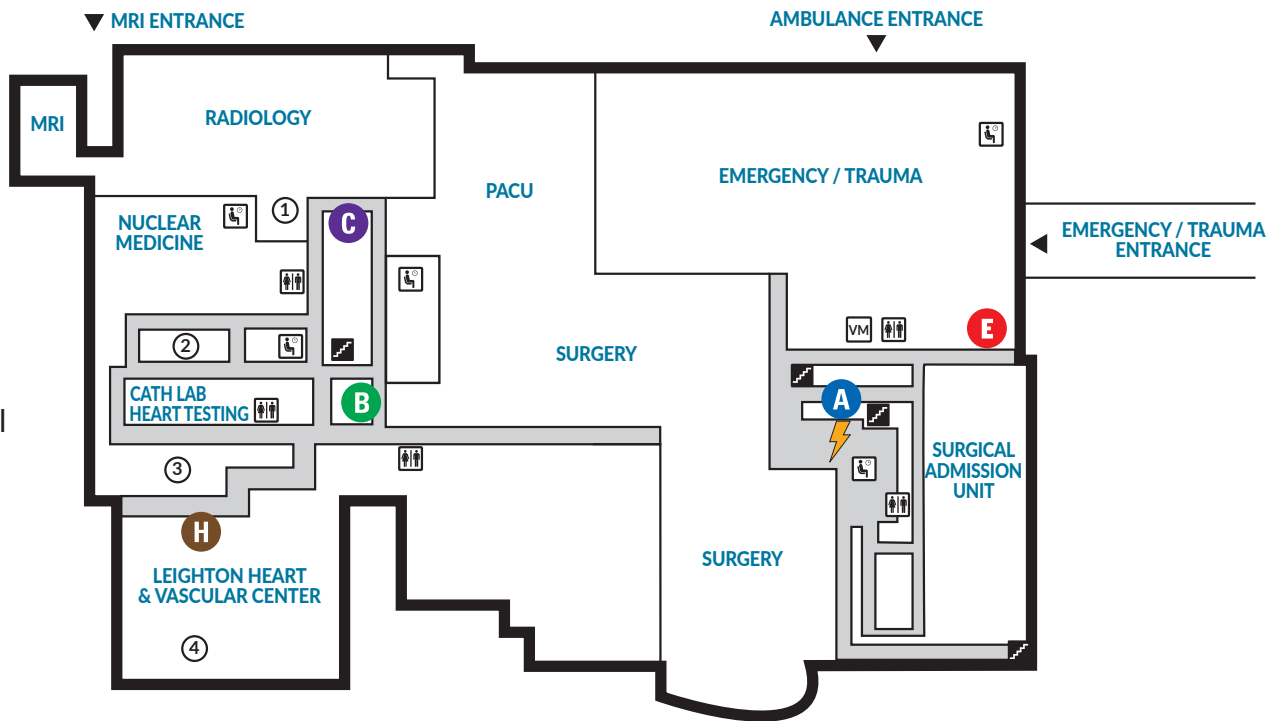 MRI ENTRANCE
AMBULANCE ENTRANCE
MRI
RADIOLOGY
EMERGENCY / TRAUMA
PACU
1
C
NUCLEAR
MEDICINE
EMERGENCY / TRAUMA
ENTRANCE
VM
E
2
SURGERY
CATH LAB
HEART TESTING
B
A
l
3
SURGICAL
ADMISSION
UNIT
H
SURGERY
LEIGHTON HEART
& VASCULAR CENTER
4